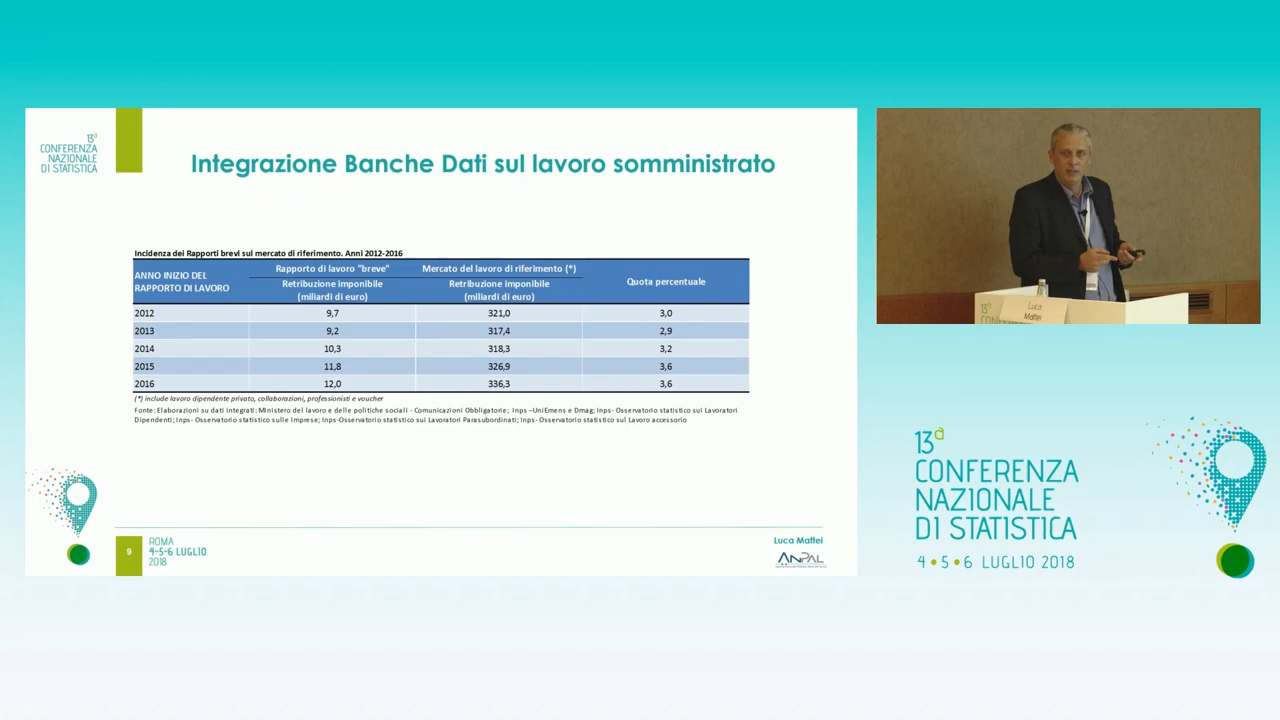 13ª
CONFERENZA
NAZIONALE
DI STATISTICA
Integrazione Banche Dati sul lavoro somministrato
Incidenza dei Rapporti brevi sul mercato di riferimento. Anni 2012-2016
ANNO INIZIO DEL RAPPORTO DI LAVORO
Rapporto di lavoro "breve"
Mercato del lavoro di riferimento (*)
Quota percentuale
Retribuzione imponibile (miliardi di euro)
Retribuzione imponibile (miliardi di euro)
2012 9,7 321,0 3,0
2013 9,2 317,4 2,9
2014 10,3 318,3 3,2
2015 11,8 326,9 3,6
2016 12,0 336,3 3,6
(*) include lavoro dipendente privato, collaborazioni, professionisti e voucher
Fonte: Elaborazioni su dati integrati: Ministero del lavoro e delle politiche sociali - Comunicazioni Obbligatorie; Inps –UniEmens e Dmag; Inps- Osservatorio statistico sui Lavoratori
Dipendenti; Inps- Osservatorio statistico sulle Imprese; Inps-Osservatorio statistico sui Lavoratori Parasubordinati; Inps- Osservatorio statistico sul Lavoro accessorio
9
ROMA
4-5-6 LUGLIO
2018
Luca Mattei
ANPAL
13
CONFE
Luca
Mattei
13ª
CONFERENZA
NAZIONALE
DI STATISTICA
4 • 5 • 6 LUGLIO 2018